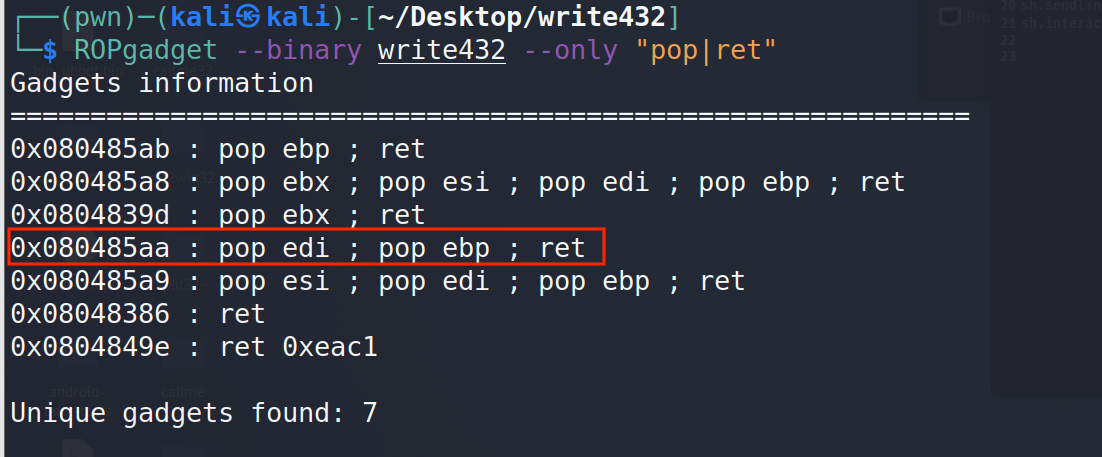 ┌──(pwn)─(kali㉿kali)-[~/Desktop/write432]
└─$ ROPgadget --binary write432 --only "pop|ret"
Gadgets information
============================================================
0x080485ab : pop ebp ; ret
0x080485a8 : pop ebx ; pop esi ; pop edi ; pop ebp ; ret
0x0804839d : pop ebx ; ret
0x080485aa : pop edi ; pop ebp ; ret
0x080485a9 : pop esi ; pop edi ; pop ebp ; ret
0x08048386 : ret
0x0804849e : ret 0xeac1
Unique gadgets found: 7
20 sh.sendlin
21 sh.interac
22
23
Bro
android-
callme